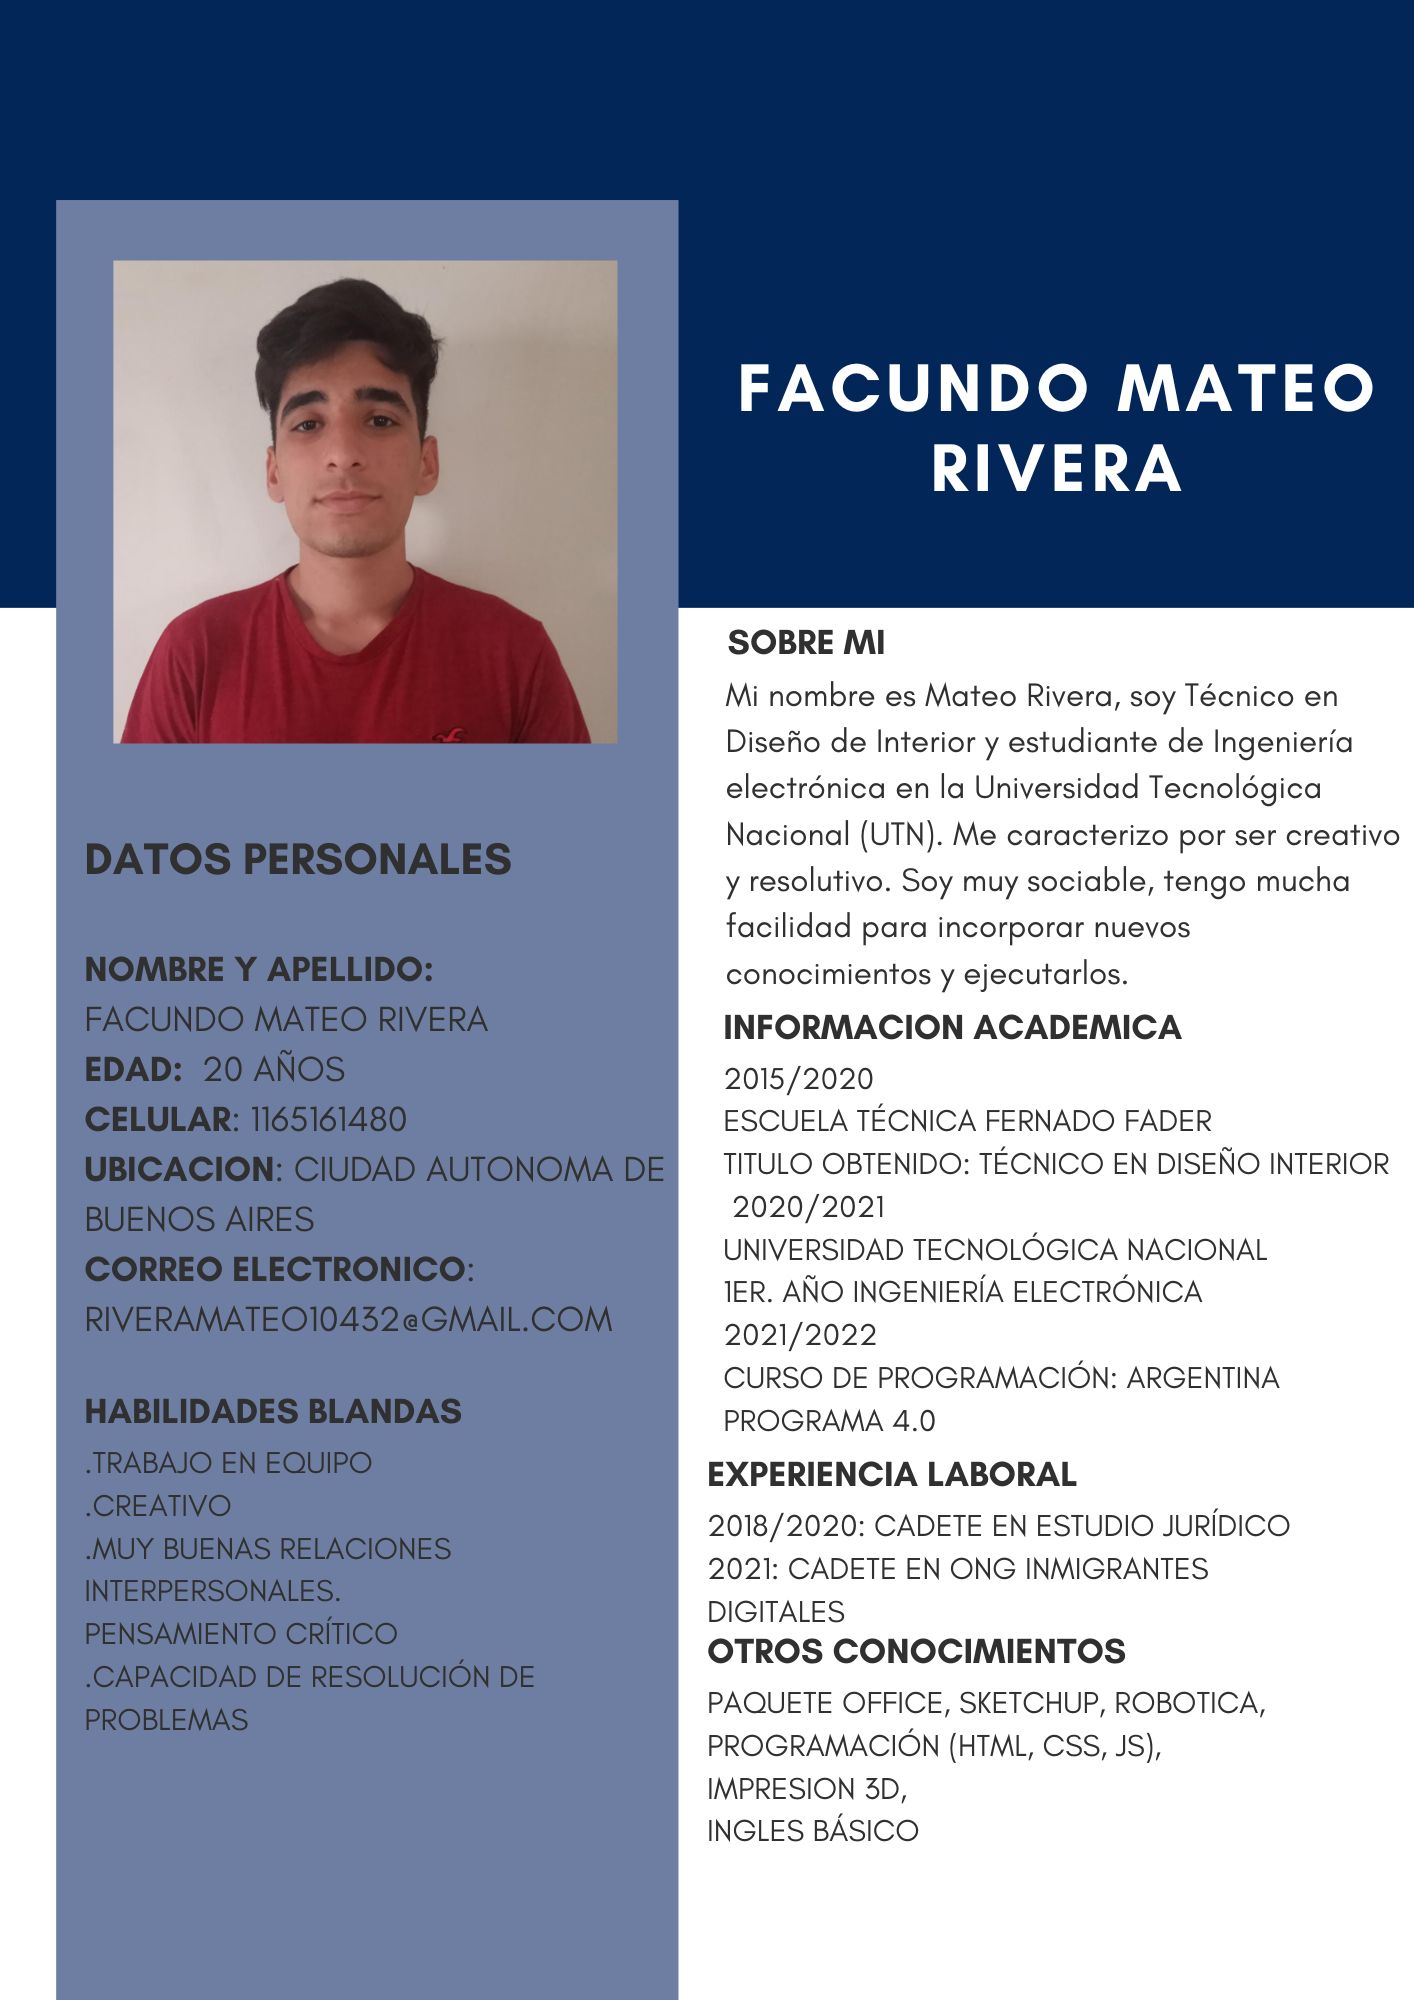 FACUNDO MATEO
RIVERA
DATOS PERSONALES
NOMBRE Y APELLIDO:
FACUNDO MATEO RIVERA
EDAD: 20 AÑOS
CELULAR: 1165161480
UBICACION: CIUDAD AUTONOMA DE
BUENOS AIRES
CORREO ELECTRONICO:
RIVERAMATEO10432@GMAIL.COM
HABILIDADES BLANDAS
.TRABAJO EN EQUIPO
.CREATIVO
.MUY BUENAS RELACIONES
INTERPERSONALES.
PENSAMIENTO CRÍTICO
.CAPACIDAD DE RESOLUCIÓN DE
PROBLEMAS
SOBRE MI
Mi nombre es Mateo Rivera, soy Técnico en
Diseño de Interior y estudiante de Ingeniería
electrónica en la Universidad Tecnológica
Nacional (UTN). Me caracterizo por ser creativo
y resolutivo. Soy muy sociable, tengo mucha
facilidad para incorporar nuevos
conocimientos y ejecutarlos.
INFORMACION ACADEMICA
2015/2020
ESCUELA TÉCNICA FERNADO FADER
TITULO OBTENIDO: TÉCNICO EN DISEÑO INTERIOR
2020/2021
UNIVERSIDAD TECNOLÓGICA NACIONAL
1ER. AÑO INGENIERÍA ELECTRÓNICA
2021/2022
CURSO DE PROGRAMACIÓN: ARGENTINA
PROGRAMA 4.0
EXPERIENCIA LABORAL
2018/2020: CADETE EN ESTUDIO JURÍDICO
2021: CADETE EN ONG INMIGRANTES
DIGITALES
OTROS CONOCIMIENTOS
PAQUETE OFFICE, SKETCHUP, ROBOTICA,
PROGRAMACIÓN (HTML, CSS, JS),
IMPRESION 3D,
INGLES BÁSICO